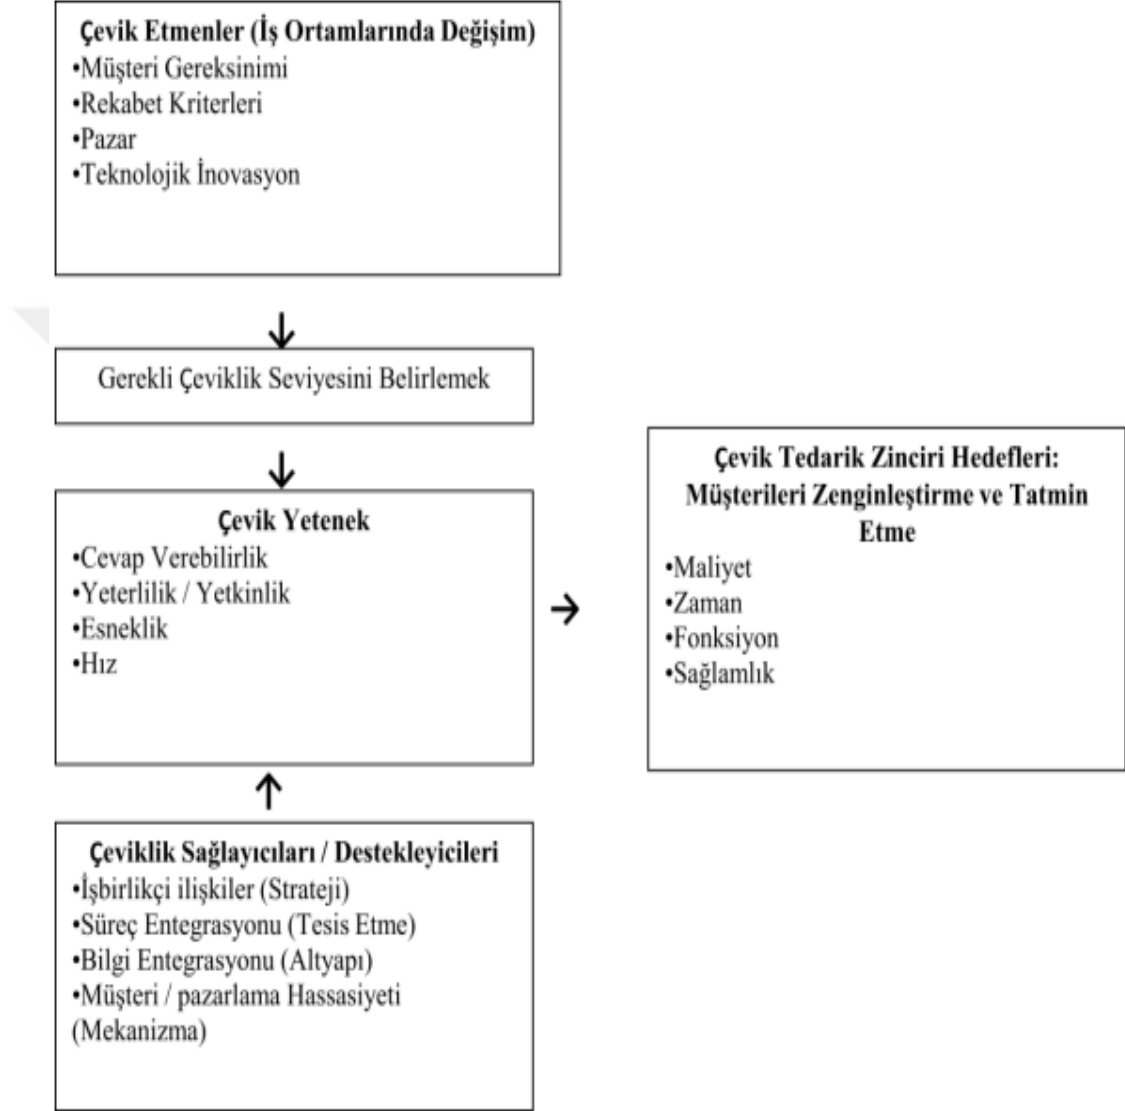 Çevik Etmenler (İş Ortamlarında Değişim)
•Müşteri Gereksinimi
•Rekabet Kriterleri
•Pazar
•Teknolojik İnovasyon
Gerekli Çeviklik Seviyesini Belirlemek
Çevik Yetenek
•Cevap Verebilirlik
•Yeterlilik / Yetkinlik
•Esneklik
•Hız
Çevik Tedarik Zinciri Hedefleri:
Müşterileri Zenginleştirme ve Tatmin
Etme
•Maliyet
•Zaman
•Fonksiyon
•Sağlamlık
Çeviklik Sağlayıcıları / Destekleyicileri
•İşbirlikçi ilişkiler (Strateji)
•Süreç Entegrasyonu (Tesis Etme)
•Bilgi Entegrasyonu (Altyapı)
•Müşteri / pazarlama Hassasiyeti
(Mekanizma)